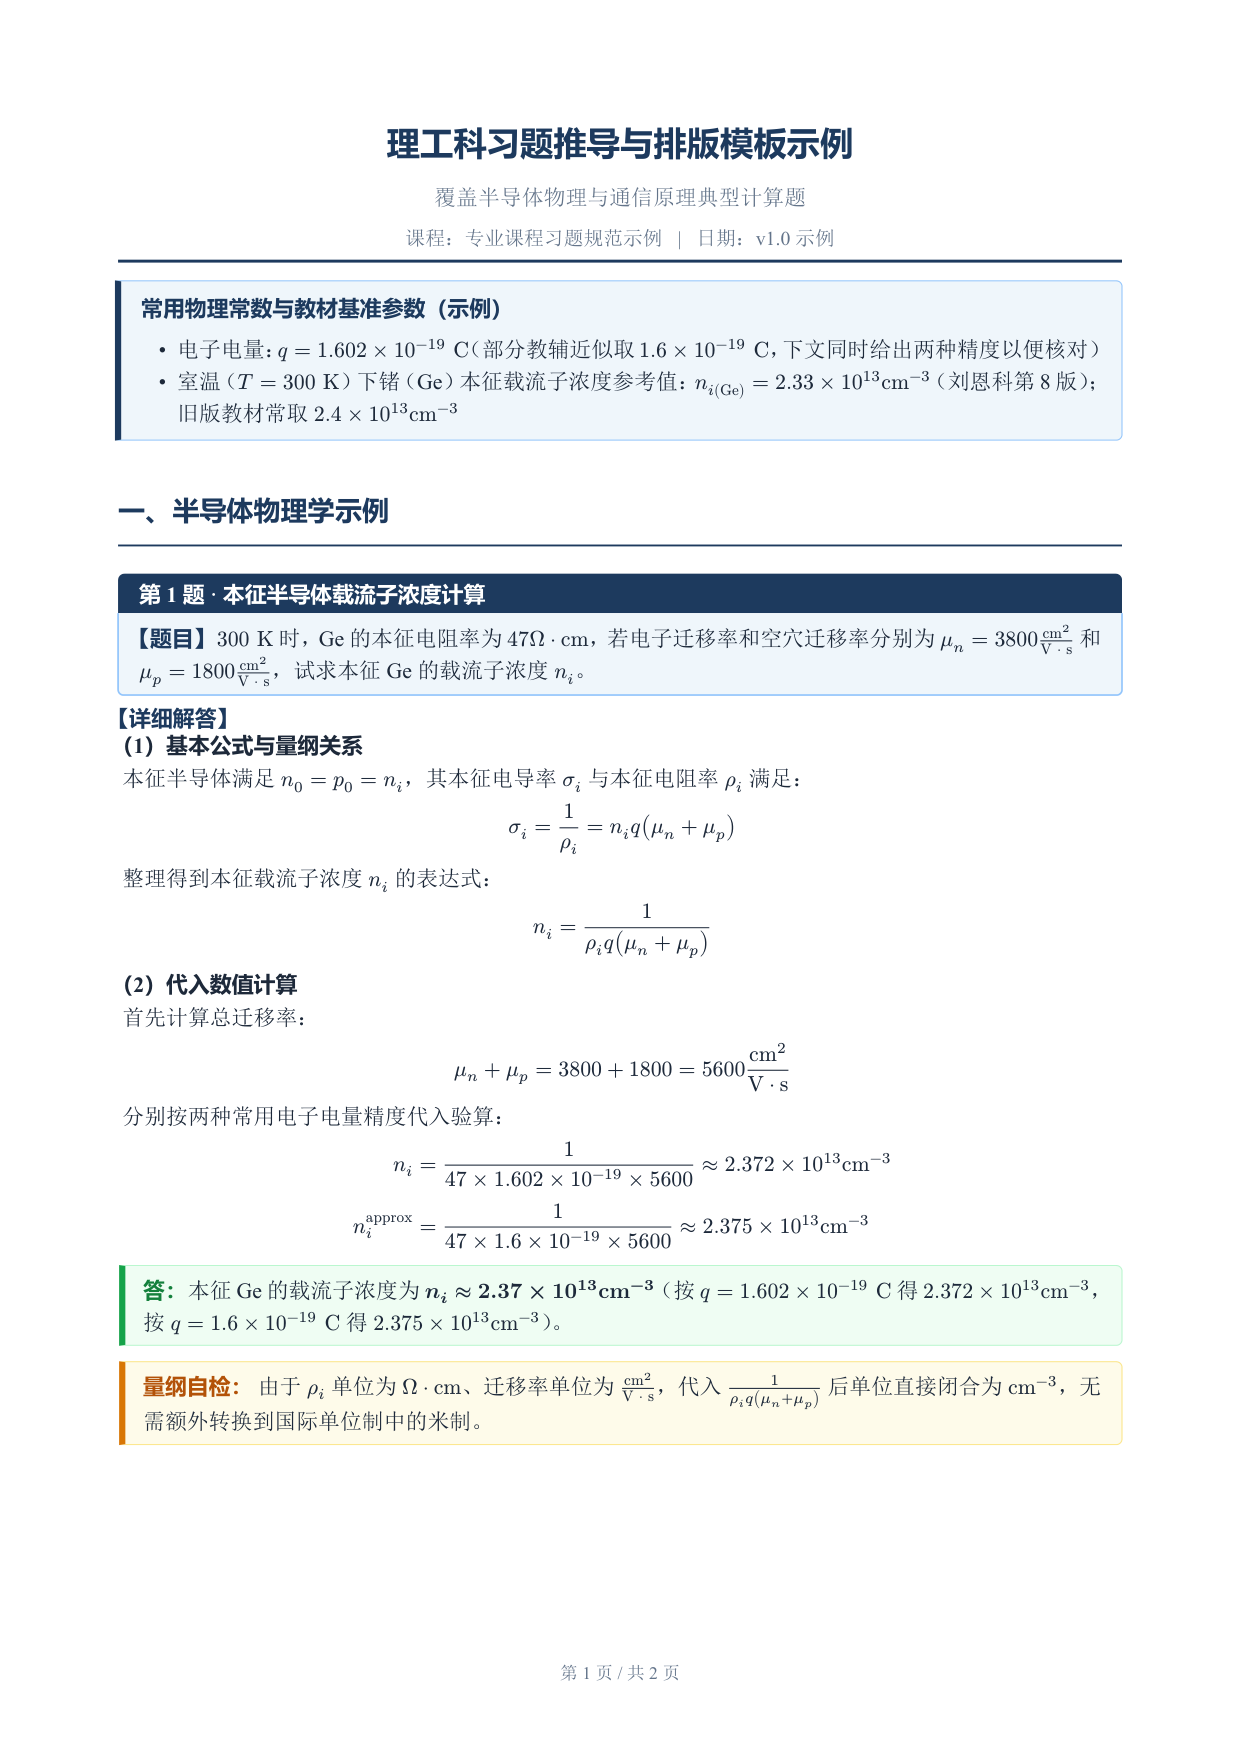 理工科习题推导与排版模板示例
覆盖半导体物理与通信原理典型计算题
课程：专业课程习题规范示例 | 日期：v1.0 示例
常用物理常数与教材基准参数（示例）
• 电子电量：q = 1.602 × 10⁻¹⁹ C（部分教辅近似取 1.6 × 10⁻¹⁹ C，下文同时给出两种精度以便核对）
• 室温（T = 300 K）下锗（Ge）本征载流子浓度参考值：n_{i(Ge)} = 2.33 × 10¹³cm⁻³（刘恩科第 8 版）；
旧版教材常取 2.4 × 10¹³cm⁻³
一、半导体物理学示例
第 1 题 · 本征半导体载流子浓度计算
【题目】300 K 时，Ge 的本征电阻率为 47Ω · cm，若电子迁移率和空穴迁移率分别为 μ_n = 3800 cm²/(V · s) 和
μ_p = 1800 cm²/(V · s)，试求本征 Ge 的载流子浓度 n_i。
【详细解答】
（1）基本公式与量纲关系
本征半导体满足 n_0 = p_0 = n_i，其本征电导率 σ_i 与本征电阻率 ρ_i 满足：
σ_i = 1/ρ_i = n_i q(μ_n + μ_p)
整理得到本征载流子浓度 n_i 的表达式：
n_i = 1/(ρ_i q(μ_n + μ_p))
（2）代入数值计算
首先计算总迁移率：
μ_n + μ_p = 3800 + 1800 = 5600 cm²/(V · s)
分别按两种常用电子电量精度代入验算：
n_i = 1/(47 × 1.602 × 10⁻¹⁹ × 5600) ≈ 2.372 × 10¹³cm⁻³
n_i^{approx} = 1/(47 × 1.6 × 10⁻¹⁹ × 5600) ≈ 2.375 × 10¹³cm⁻³
答：本征 Ge 的载流子浓度为 n_i ≈ 2.37 × 10¹³cm⁻³（按 q = 1.602 × 10⁻¹⁹ C 得 2.372 × 10¹³cm⁻³，
按 q = 1.6 × 10⁻¹⁹ C 得 2.375 × 10¹³cm⁻³）。
量纲自检： 由于 ρ_i 单位为 Ω · cm、迁移率单位为 cm²/(V · s)，代入 1/(ρ_i q(μ_n+μ_p)) 后单位直接闭合为 cm⁻³，无
需额外转换到国际单位制中的米制。
第 1 页 / 共 2 页